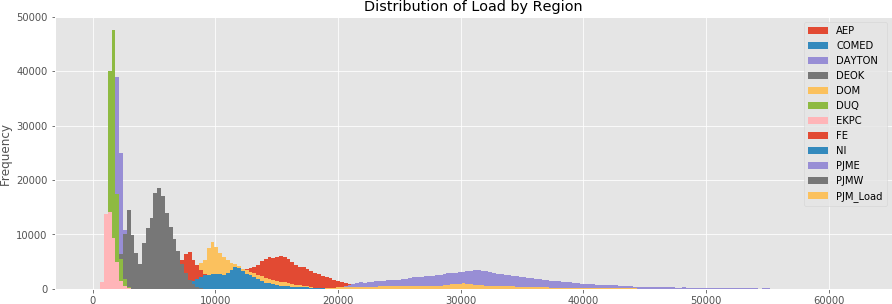 Distribution of Load by Region
50000
40000
30000
20000
10000
0
Frequency
AEP
COMED
DAYTON
DEOK
DOM
DUQ
EKPC
FE
NI
PJME
PJMW
PJM_Load
0 10000 20000 30000 40000 50000 60000